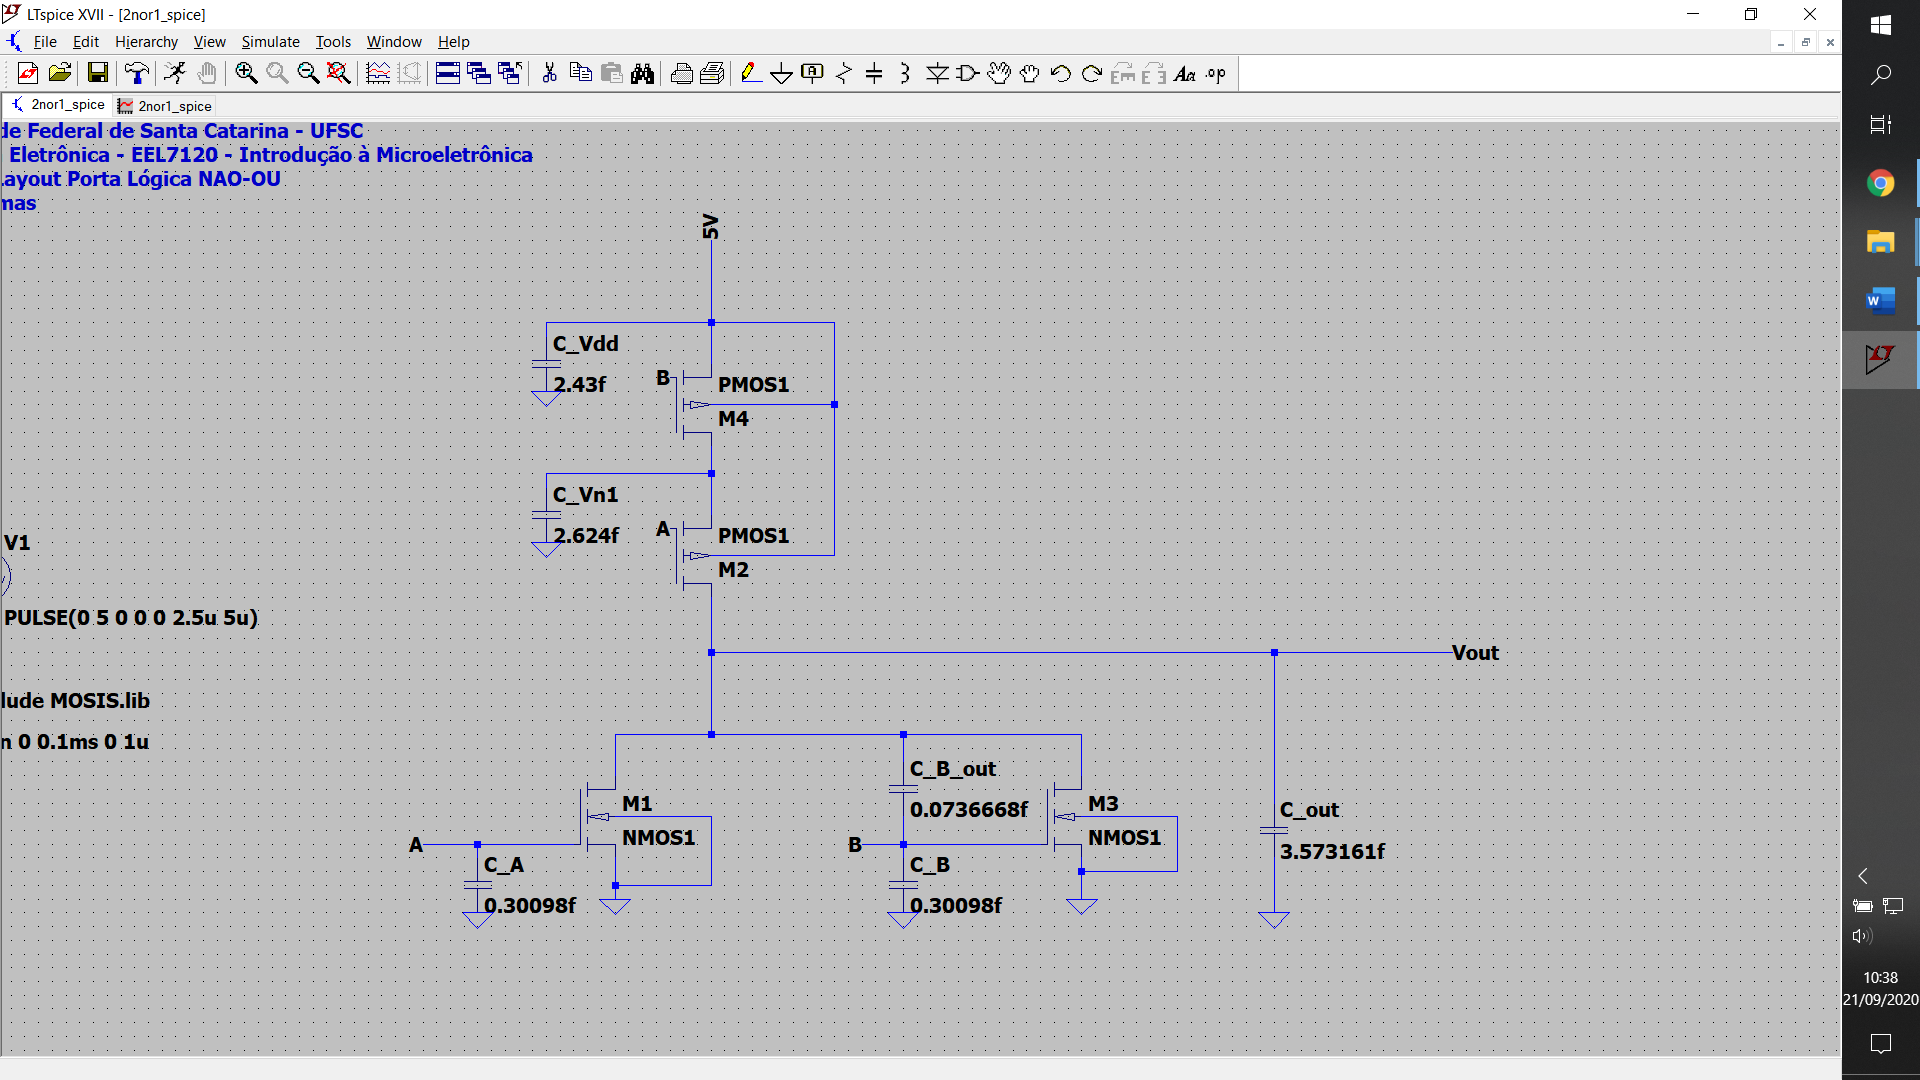 LTspice XVII - [2nor1_spice]
File Edit Hierarchy View Simulate Tools Window Help
2nor1_spice 2nor1_spice
de Federal de Santa Catarina - UFSC
Eletrônica - EEL7120 - Introdução à Microeletrônica
ayout Porta Lógica NAO-OU
mas
5V
C_Vdd
2.43f
B
PMOS1
M4
C_Vn1
2.624f
A
PMOS1
M2
V1
PULSE(0 5 0 0 0 2.5u 5u)
Vout
lude MOSIS.lib
n 0 0.1ms 0 1u
A
C_A
0.30098f
M1
NMOS1
C_B_out
0.0736668f
B
C_B
0.30098f
M3
NMOS1
C_out
3.573161f
10:38
21/09/2020